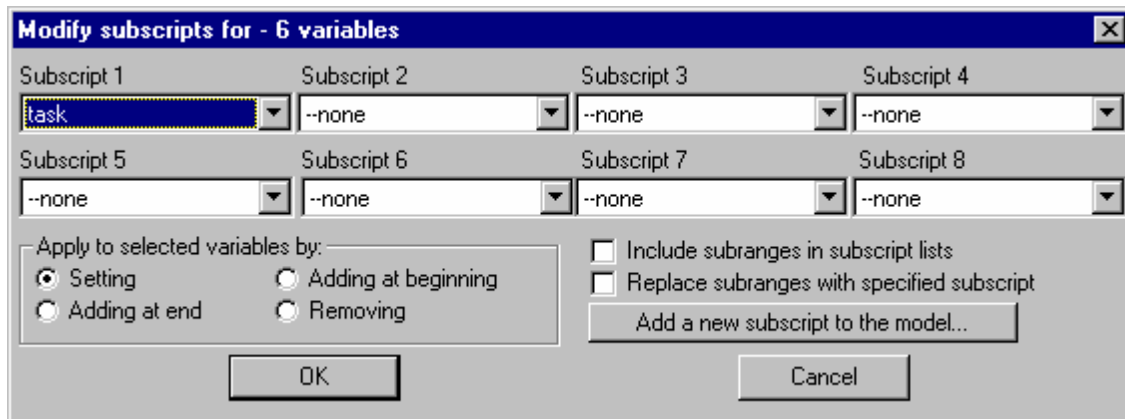 Modify subscripts for - 6 variables
Subscript 1 Subscript 2 Subscript 3 Subscript 4
task --none --none --none
Subscript 5 Subscript 6 Subscript 7 Subscript 8
--none --none --none --none
Apply to selected variables by:
Setting Adding at beginning
Adding at end Removing
Include subranges in subscript lists
Replace subranges with specified subscript
Add a new subscript to the model...
OK Cancel